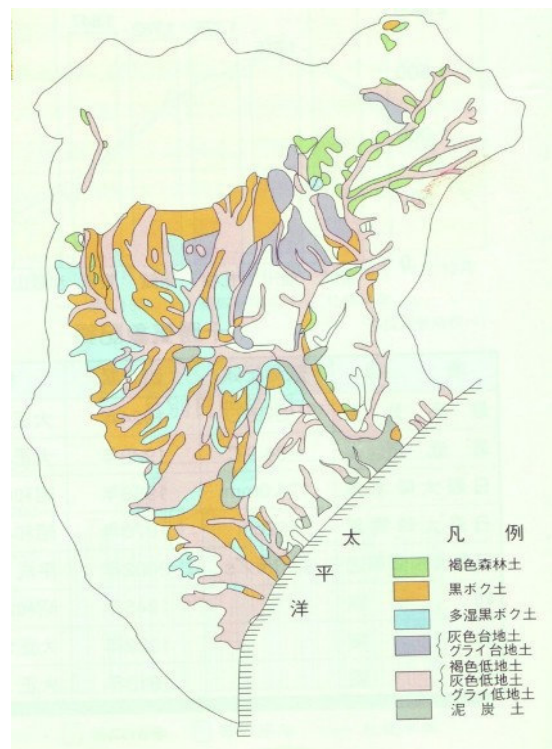 凡例
褐色森林土
黒ボク土
多湿黒ボク土
灰色台地土
グライ台地土
褐色低地土
灰色低地土
グライ低地土
泥炭土
太平洋